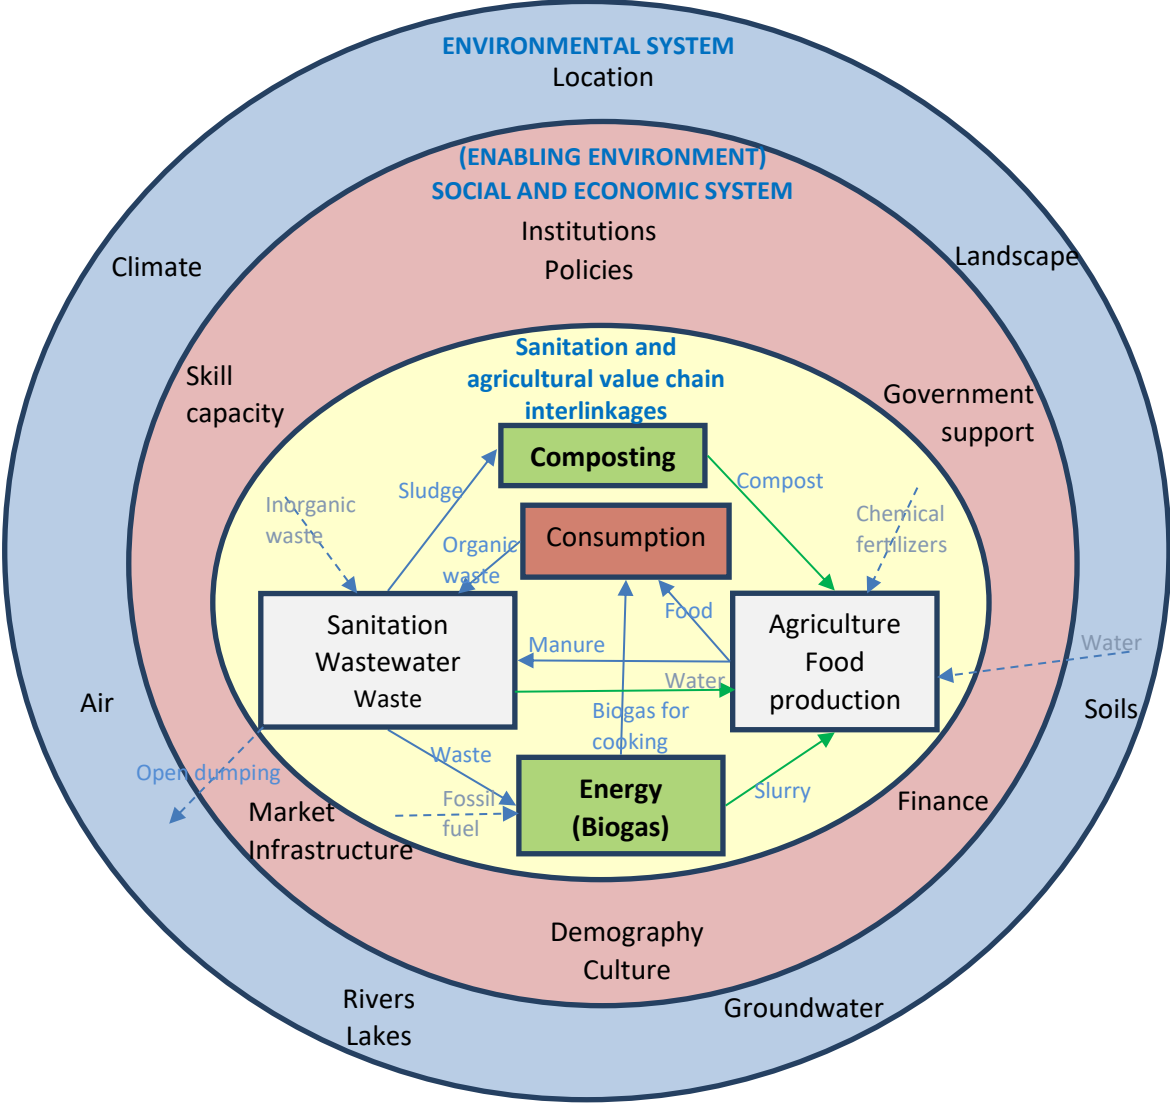 ENVIRONMENTAL SYSTEM
Location
(ENABLING ENVIRONMENT)
SOCIAL AND ECONOMIC SYSTEM
Institutions
Policies
Climate
Landscape
Skill
capacity
Government
support
Sanitation and
agricultural value chain
interlinkages
Composting
Sludge
Compost
Inorganic
waste
Chemical
fertilizers
Organic
waste
Consumption
Food
Sanitation
Wastewater
Waste
Manure
Water
Agriculture
Food
production
Water
Air
Soils
Biogas for
cooking
Waste
Open dumping
Fossil
fuel
Energy
(Biogas)
Slurry
Market
Infrastructure
Finance
Demography
Culture
Rivers
Lakes
Groundwater